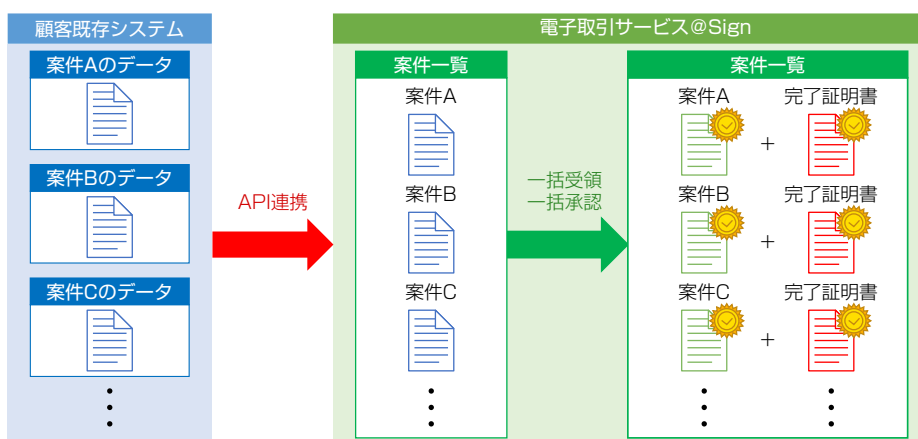 顧客既存システム
案件Aのデータ
案件Bのデータ
案件Cのデータ
API連携
電子取引サービス@Sign
案件一覧
案件A
案件B
案件C
一括受領
一括承認
案件一覧
案件A 完了証明書
+
案件B 完了証明書
+
案件C 完了証明書
+